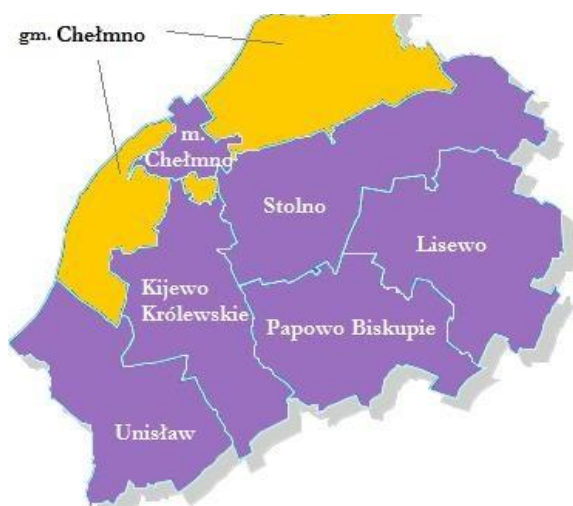 gm. Chełmno
m.
Chełmno
Stolno
Lisewo
Kijewo
Królewskie
Papowo Biskupie
Unisław